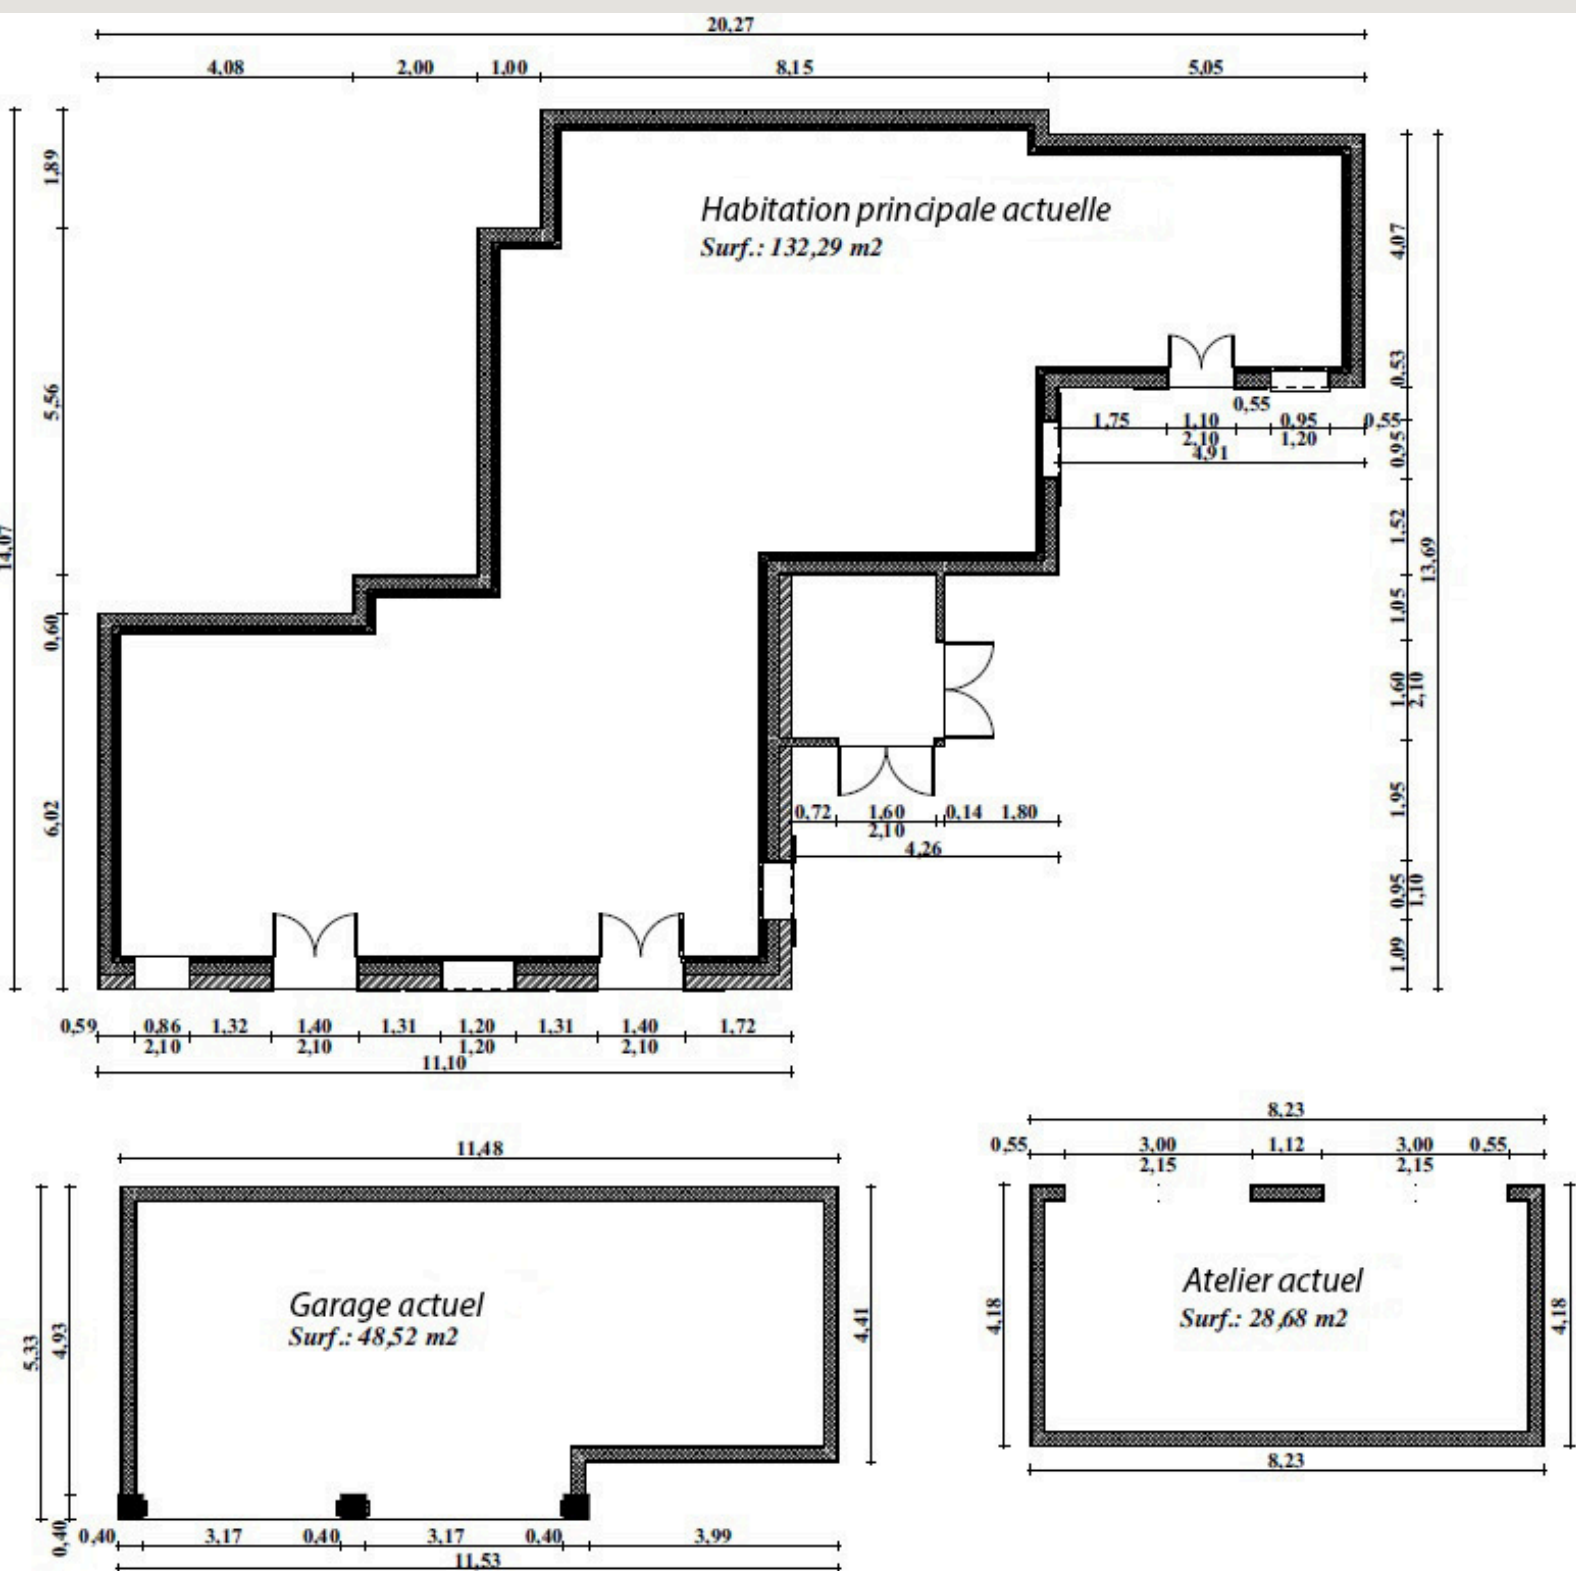 20,27
4,08 2,00 1,00 8,15 5,05
14,07
1,89
5,56
0,60
6,02
Habitation principale actuelle
Surf.: 132,29 m2
4,07
0,53
0,95
1,52
1,05
1,60
2,10
1,95
0,95
1,10
1,09
13,69
0,55
1,75 1,10 0,95 0,55
2,10 1,20
4,91
0,72 1,60 0,14 1,80
2,10
4,26
0,59 0,86 1,32 1,40 1,31 1,20 1,31 1,40 1,72
2,10 2,10 1,20 2,10
11,10
11,48
5,33
4,93
0,40
4,41
Garage actuel
Surf.: 48,52 m2
0,40 3,17 0,40 3,17 0,40 3,99
11,53
8,23
0,55 3,00 1,12 3,00 0,55
2,15 2,15
4,18
4,18
Atelier actuel
Surf.: 28,68 m2
8,23